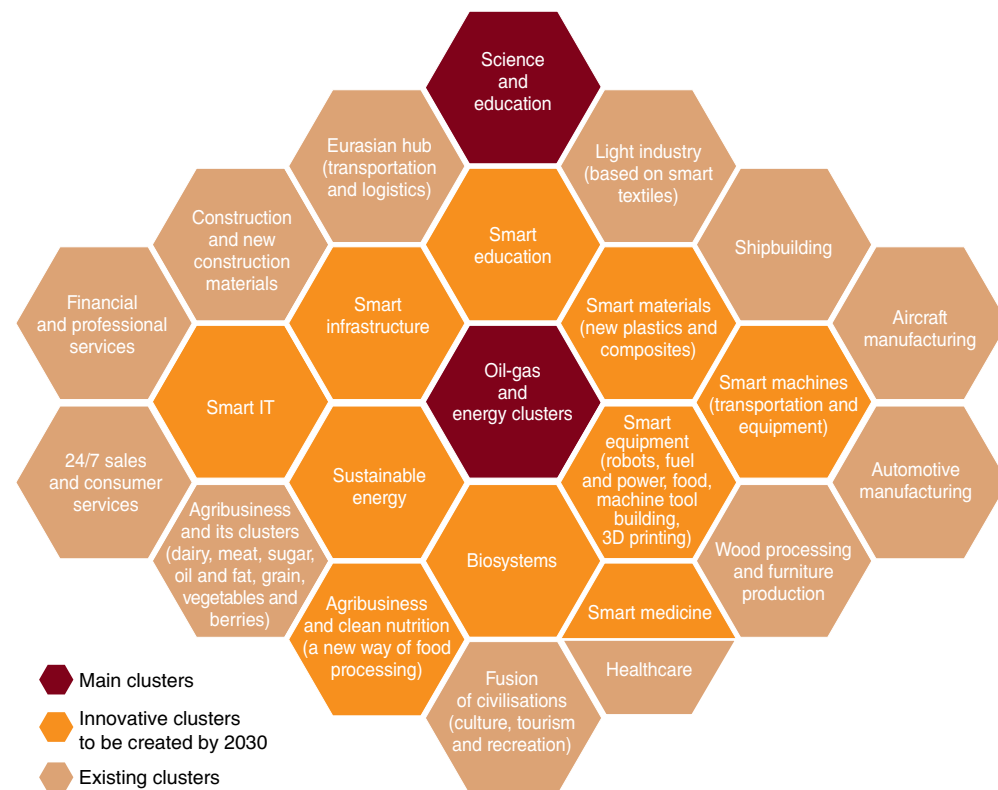 Science
and
education
Eurasian hub
(transportation
and logistics)
Light industry
(based on smart
textiles)
Construction
and new
construction
materials
Smart
education
Shipbuilding
Financial
and professional
services
Smart
infrastructure
Smart materials
(new plastics and
composites)
Aircraft
manufacturing
Smart IT
Oil-gas
and
energy clusters
Smart machines
(transportation and
equipment)
24/7 sales
and consumer
services
Sustainable
energy
Smart
equipment
(robots, fuel
and power, food,
machine tool
building,
3D printing)
Automotive
manufacturing
Agribusiness
and its clusters
(dairy, meat, sugar,
oil and fat, grain,
vegetables and
berries)
Biosystems
Wood processing
and furniture
production
Agribusiness
and clean nutrition
(a new way of food
processing)
Smart medicine
Healthcare
Fusion
of civilisations
(culture, tourism
and recreation)
Main clusters
Innovative clusters
to be created by 2030
Existing clusters